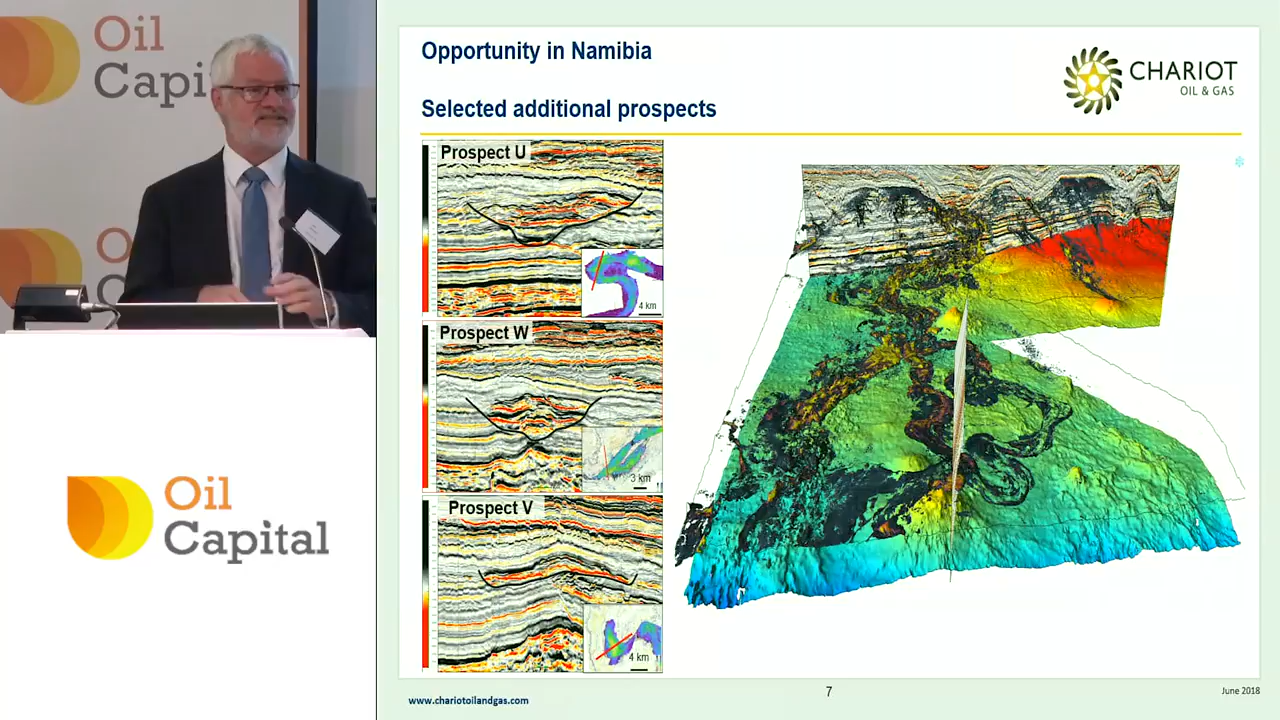 Oil
Capi
O
C
Oil
Capital
Opportunity in Namibia
Selected additional prospects
CHARIOT
OIL & GAS
Prospect U
4 km
Prospect W
3 km
Prospect V
4 km
www.chariotoilandgas.com
7
June 2018